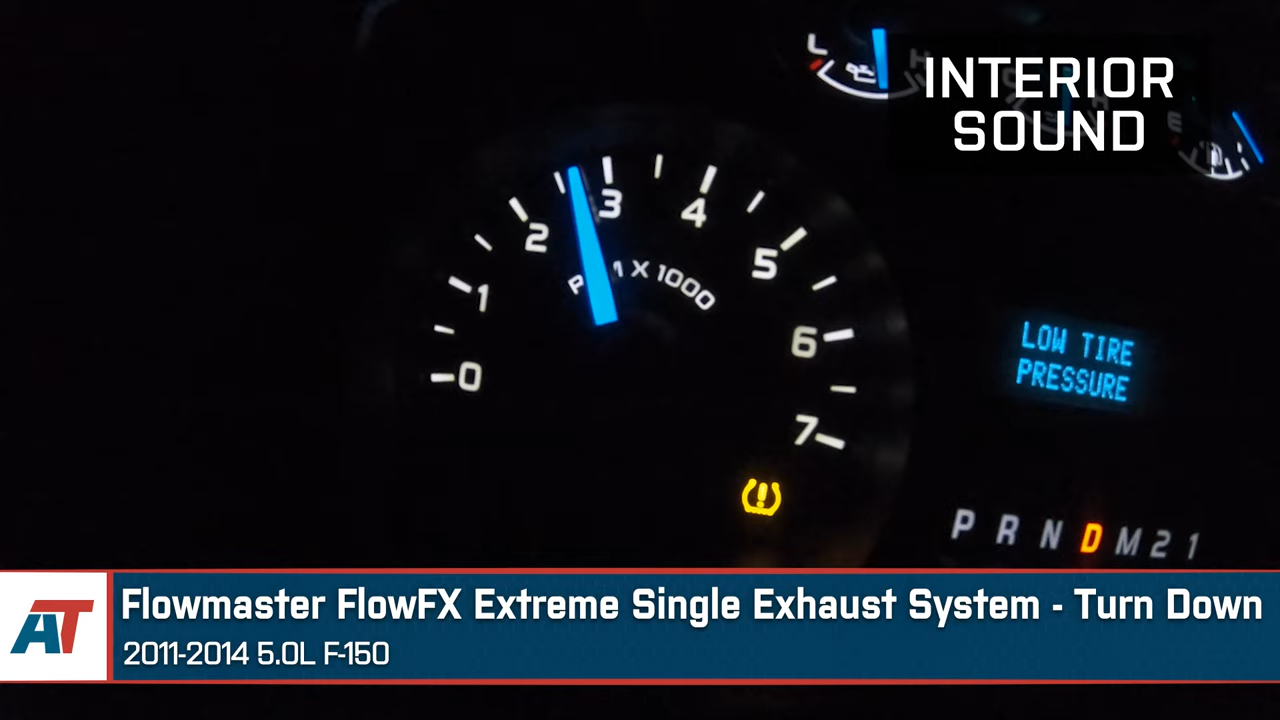 L H
INTERIOR
SOUND
E
3
4
2
5
1
X 1000
6
0
7
LOW TIRE
PRESSURE
P R N D M 2 1
AT
Flowmaster FlowFX Extreme Single Exhaust System - Turn Down
2011-2014 5.0L F-150